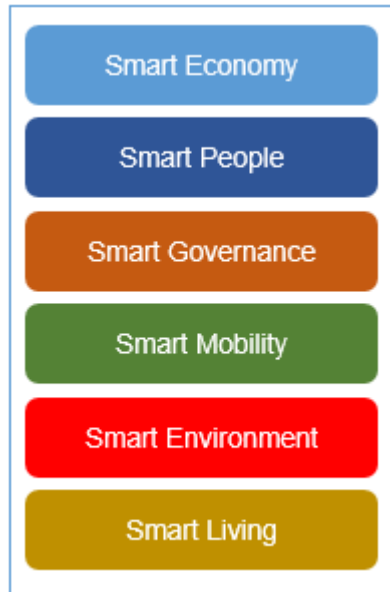 Smart Economy
Smart People
Smart Governance
Smart Mobility
Smart Environment
Smart Living